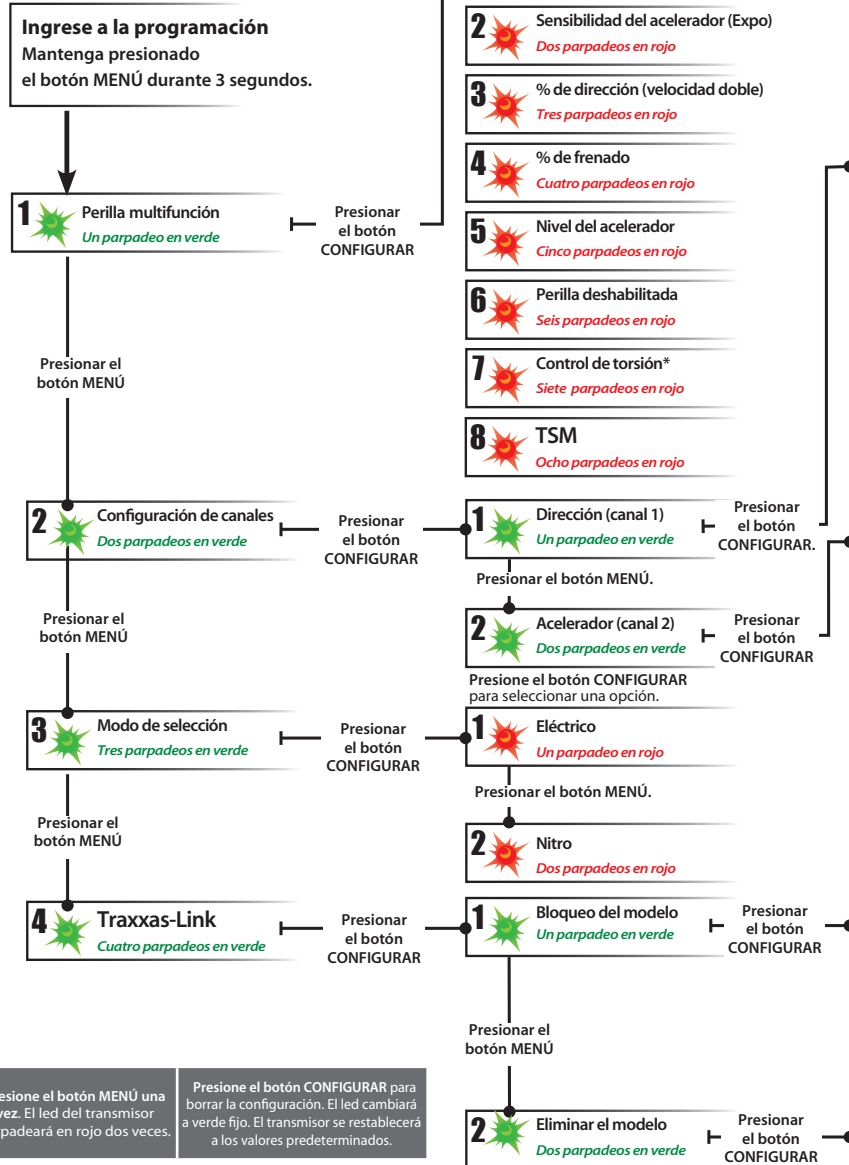 Ingrese a la programación
Mantenga presionado
el botón MENÚ durante 3 segundos.
1
Perilla multifunción
Un parpadeo en verde
Presionar
el botón
CONFIGURAR
2
Sensibilidad del acelerador (Expo)
Dos parpadeos en rojo
3
% de dirección (velocidad doble)
Tres parpadeos en rojo
4
% de frenado
Cuatro parpadeos en rojo
5
Nivel del acelerador
Cinco parpadeos en rojo
6
Perilla deshabilitada
Seis parpadeos en rojo
7
Control de torsión*
Siete parpadeos en rojo
8
TSM
Ocho parpadeos en rojo
Presionar el
botón MENÚ
2
Configuración de canales
Dos parpadeos en verde
Presionar
el botón
CONFIGURAR
1
Dirección (canal 1)
Un parpadeo en verde
Presionar
el botón
CONFIGURAR.
Presionar el botón MENÚ.
2
Acelerador (canal 2)
Dos parpadeos en verde
Presionar
el botón
CONFIGURAR
Presionar el
botón MENÚ
3
Modo de selección
Tres parpadeos en verde
Presionar
el botón
CONFIGURAR
Presione el botón CONFIGURAR
para seleccionar una opción.
1
Eléctrico
Un parpadeo en rojo
Presionar el botón MENÚ.
2
Nitro
Dos parpadeos en rojo
Presionar el
botón MENÚ
4
Traxxas-Link
Cuatro parpadeos en verde
Presionar
el botón
CONFIGURAR
1
Bloqueo del modelo
Un parpadeo en verde
Presionar
el botón
CONFIGURAR
Presionar el
botón MENÚ
2
Eliminar el modelo
Dos parpadeos en verde
Presionar
el botón
CONFIGURAR
el botón MENÚ una
vez. El led del transmisor
en rojo dos veces.
Presione el botón CONFIGURAR para
borrar la configuración. El led cambiará
a verde fijo. El transmisor se restablecerá
a los valores predeterminados.